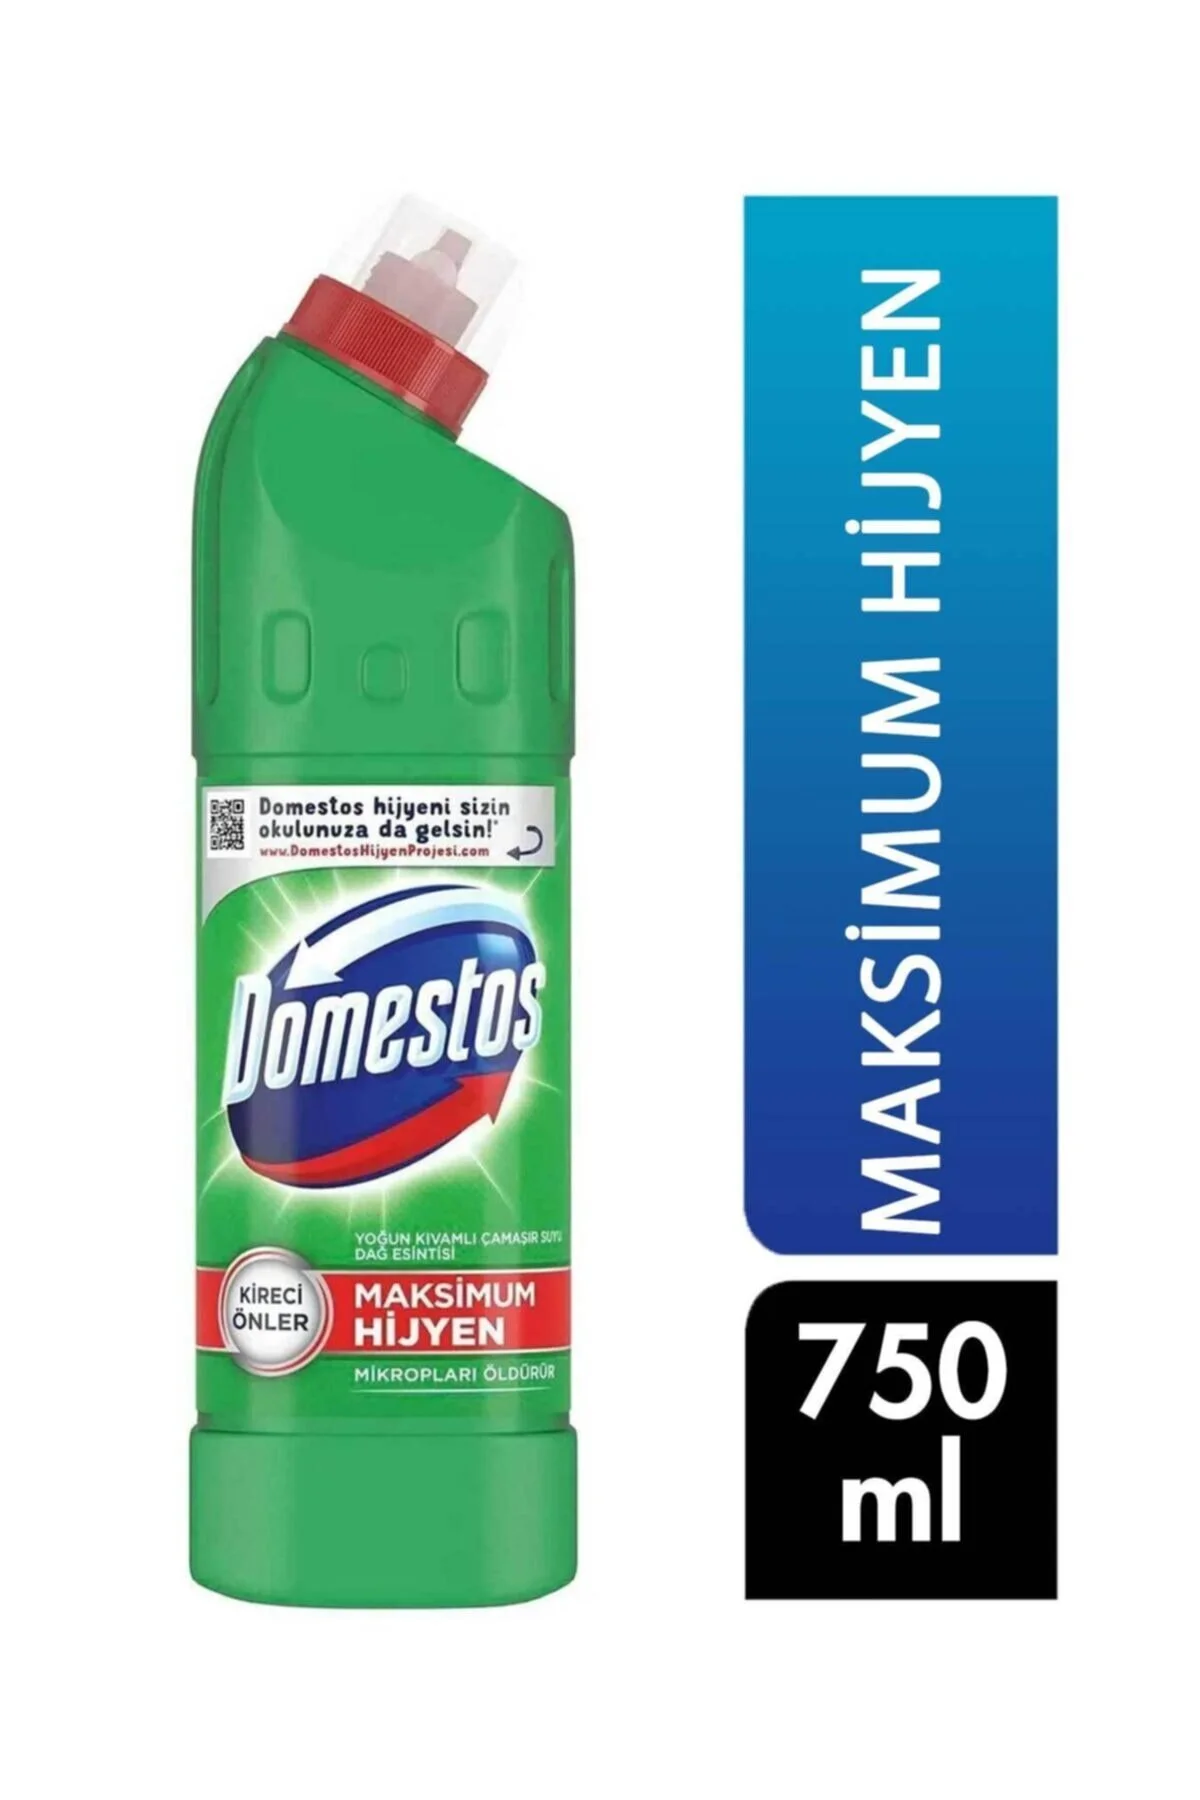 Domestos hijyeni sizin
okulunuza da gelsin!*
www.DomestosHijyenProjesi.com
Domestos
YOĞUN KIVAMLI ÇAMAŞIR SUYU
DAĞ ESİNTİSİ
KİRECİ
ÖNLER
MAKSİMUM
HİJYEN
MİKROPLARI ÖLDÜRÜR
MAKSİMUM HİJYEN
750
ml